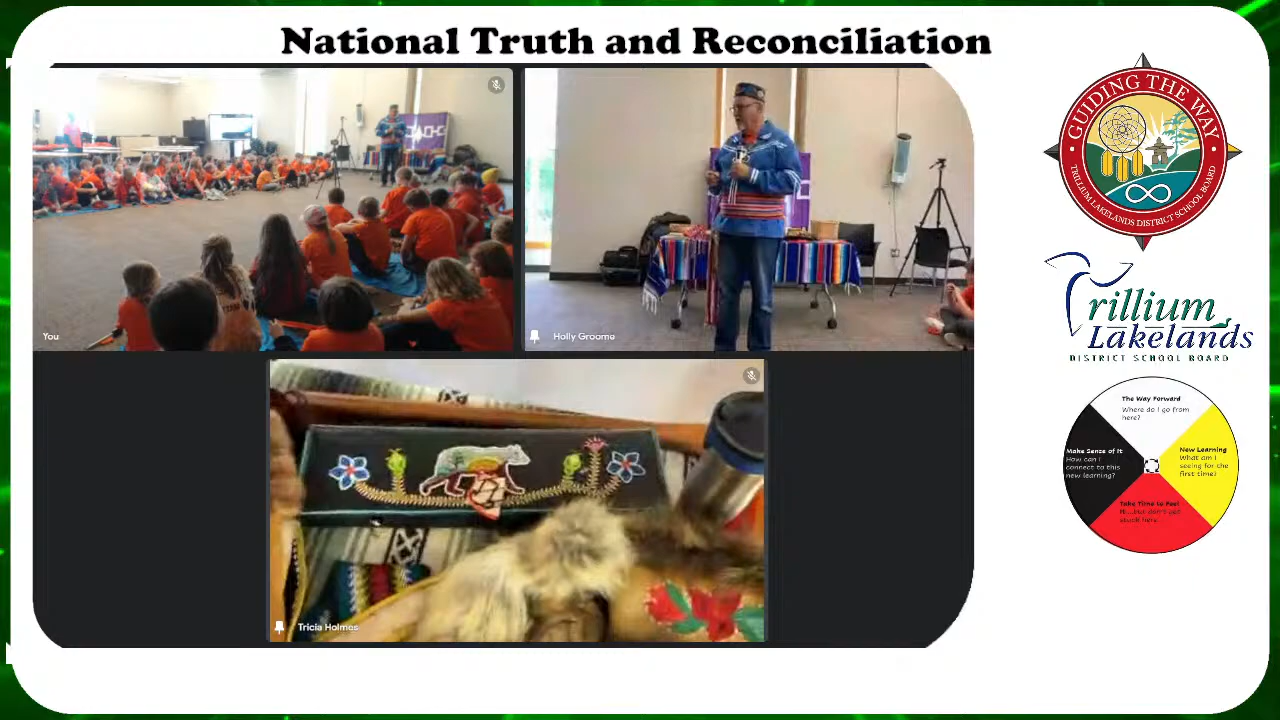 National Truth and Reconciliation
You
Holly Groome
Tricia Holmes
GUIDING THE WAY
TRILLIUM LAKELANDS DISTRICT SCHOOL BOARD
Trillium
Lakelands
DISTRICT SCHOOL BOARD
The Way Forward
Where do I go from
here?
Make Sense of It
How can I
connect to this
new learning?
New Learning
What am I
seeing for the
first time?
Take Time to Feel
stuck here